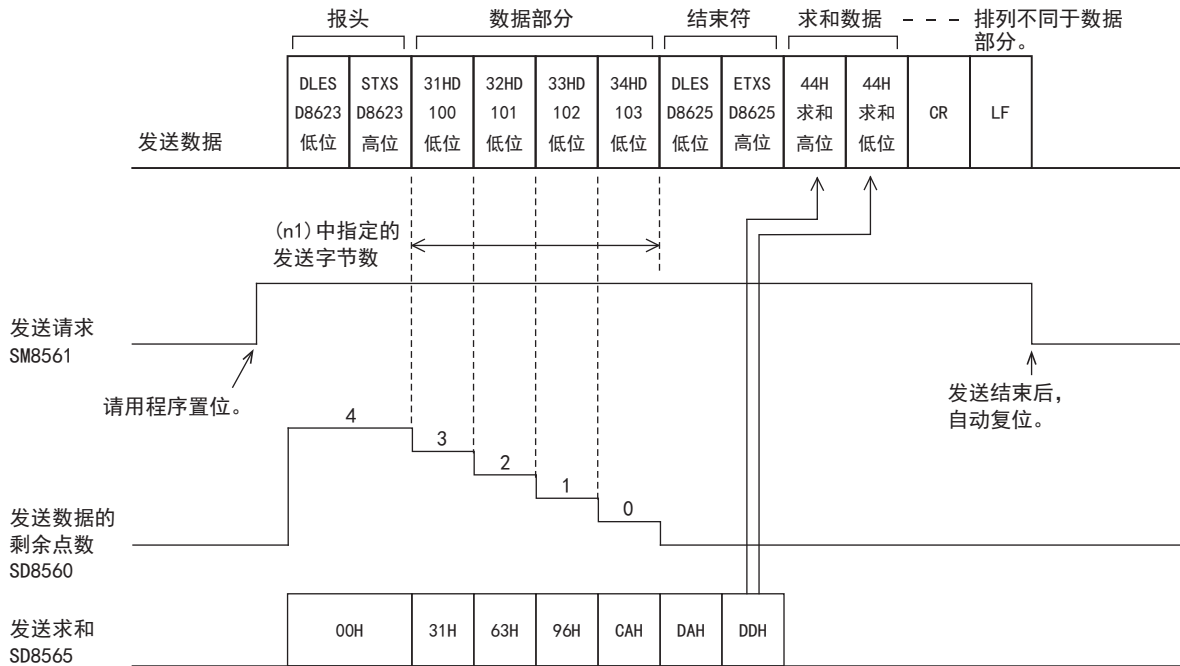 报头 数据部分 结束符 求和数据 - - - 排列不同于数据
部分。
DLES STXS 31HD 32HD 33HD 34HD DLES ETXS 44H 44H
D8623 D8623 100 101 102 103 D8625 D8625 求和 求和 CR LF
发送数据 低位 高位 低位 低位 低位 低位 低位 高位 高位 低位
(n1)中指定的
发送字节数
发送请求
SM8561
请用程序置位。
发送结束后,
自动复位。
4
3
2
1
0
发送数据的
剩余点数
SD8560
发送求和
SD8565
00H 31H 63H 96H CAH DAH DDH